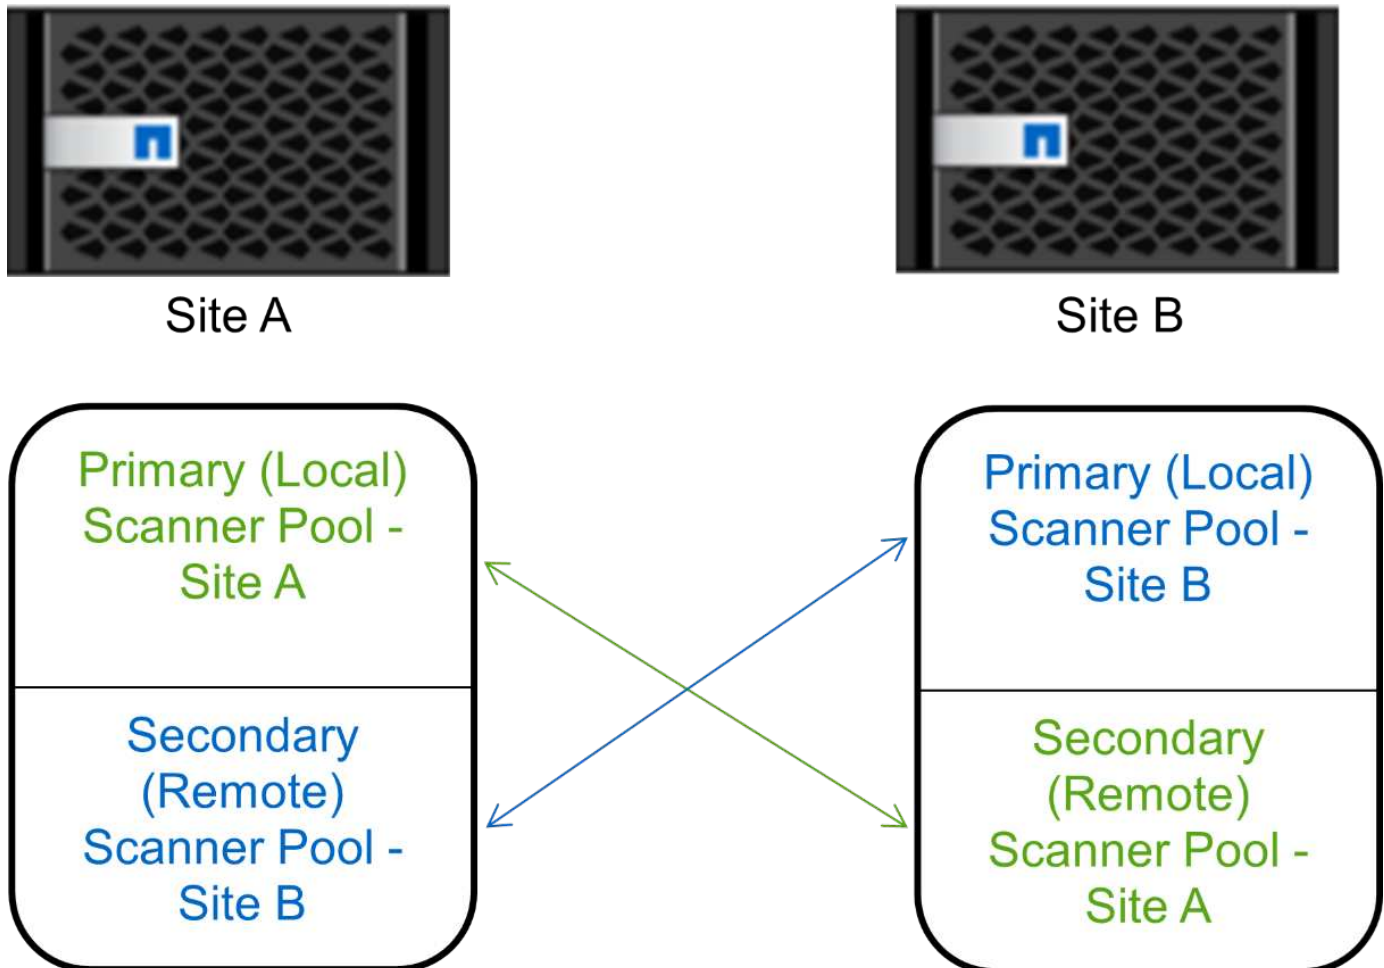 Site A
Site B
Primary (Local)
Scanner Pool -
Site A
Secondary
(Remote)
Scanner Pool -
Site B
Primary (Local)
Scanner Pool -
Site B
Secondary
(Remote)
Scanner Pool -
Site A